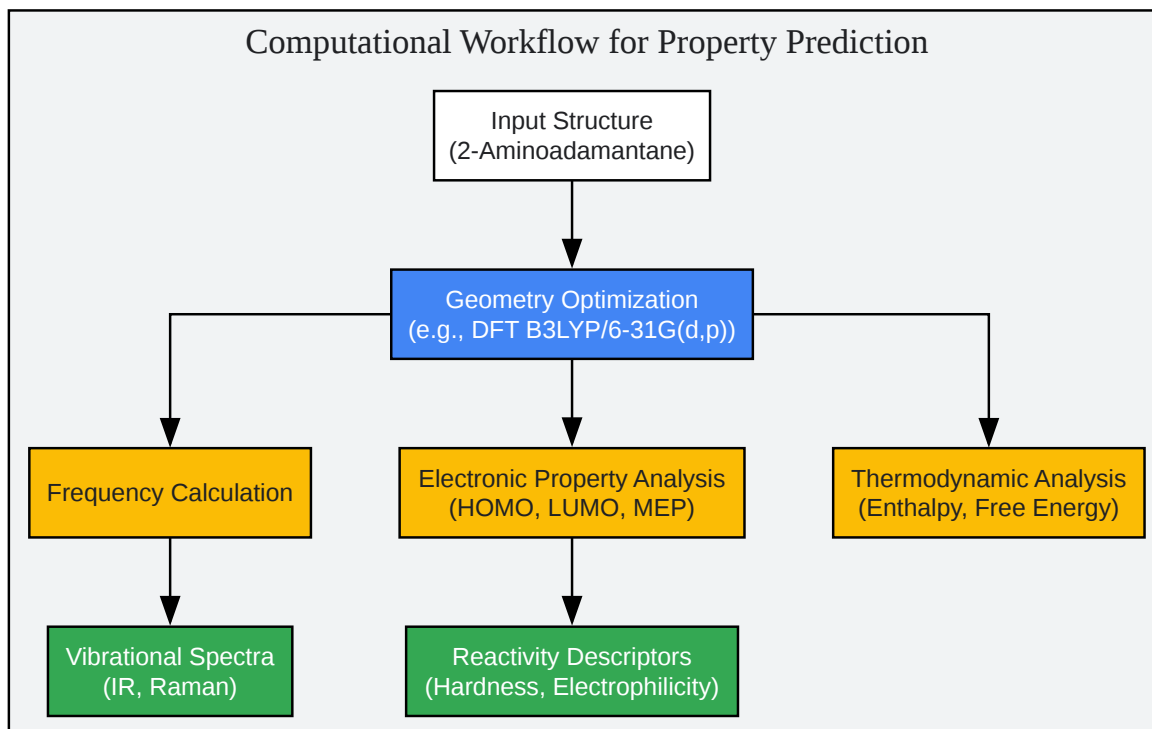 Computational Workflow for Property Prediction
Input Structure
(2-Aminoadamantane)
Geometry Optimization
(e.g., DFT B3LYP/6-31G(d,p))
Frequency Calculation
Electronic Property Analysis
(HOMO, LUMO, MEP)
Thermodynamic Analysis
(Enthalpy, Free Energy)
Vibrational Spectra
(IR, Raman)
Reactivity Descriptors
(Hardness, Electrophilicity)